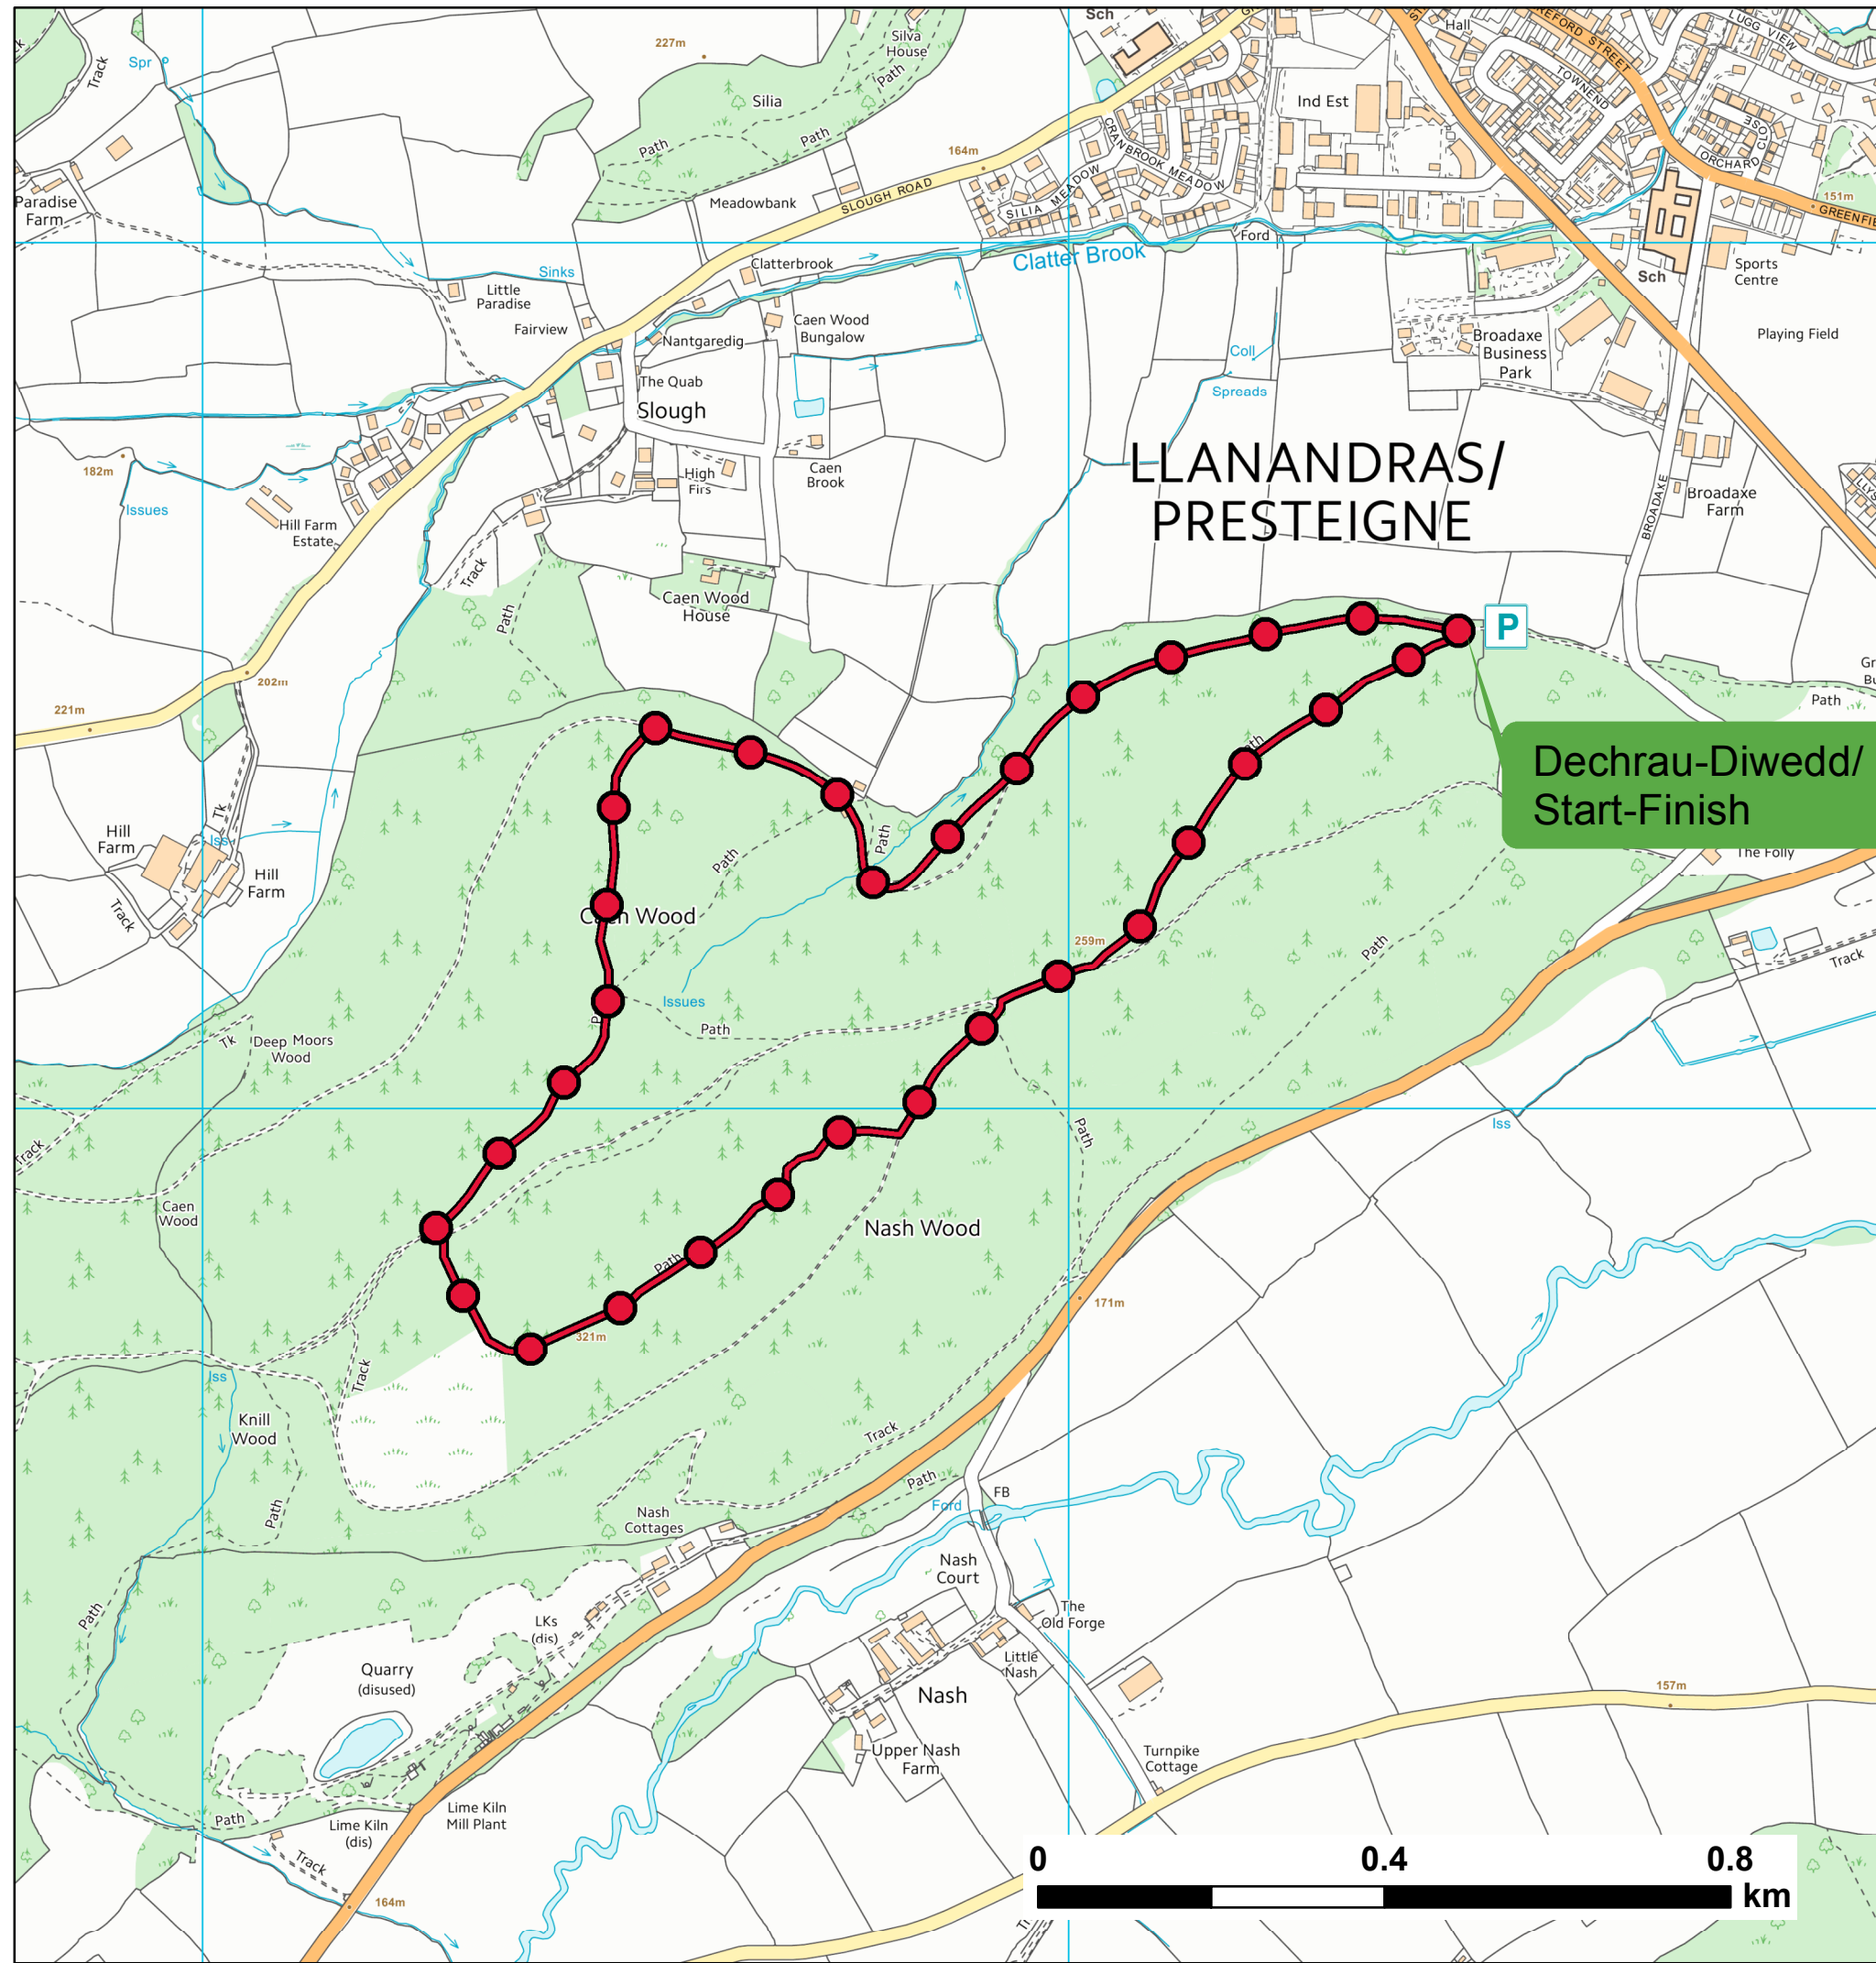 Sch
Hall
HEREFORD STREET
LUGG VIEW
227m
Silva
House
Path
Spr
Track
TOWNEND
Silia
Ind Est
CLOSE
ORCHARD
Path
Path
164m
CRANBROOK MEADOW
SILIA MEADOW
SLOUGH ROAD
Meadowbank
Paradise
Farm
151m
Ford
Clatter Brook
Clatterbrook
Sinks
Little
Paradise
Fairview
Sch
Sports
Centre
Caen Wood
Bungalow
Nantgaredig
Coll
Spreads
Broadaxe
Business
Park
Playing Field
The Quab
Slough
182m
Issues
High
Firs
Caen
Brook
LLANANDRAS/
PRESTEIGNE
Hill Farm
Estate
BROADAXE
Broadaxe
Farm
Track
Path
Caen Wood
House
P
202m
221m
Path
Dechrau-Diwedd/
Start-Finish
Tk
Hill
Farm
Iss
Hill
Farm
Track
Path
Path
The Folly
Caen Wood
259m
Path
Track
Issues
Path
Tk
Deep Moors
Wood
Track
Iss
Path
Caen
Wood
Nash Wood
Path
171m
321m
Track
Iss
Knill
Wood
Track
Path
Path
Ford
FB
Nash
Cottages
Nash
Court
Path
LKs
(dis)
The
Old Forge
Little
Nash
Quarry
(disused)
Nash
157m
Upper Nash
Farm
Turnpike
Cottage
Path
Lime Kiln
(dis)
Lime Kiln
Mill Plant
Track
164m
0 0.4 0.8
km